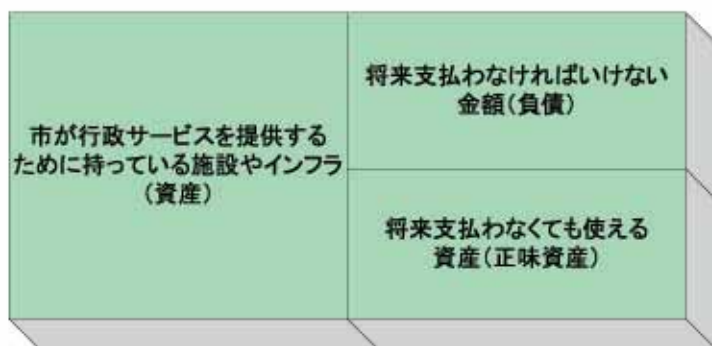 市が行政サービスを提供する
ために持っている施設やインフラ
(資産)
将来支払わなければいけない
金額(負債)
将来支払わなくても使える
資産(正味資産)